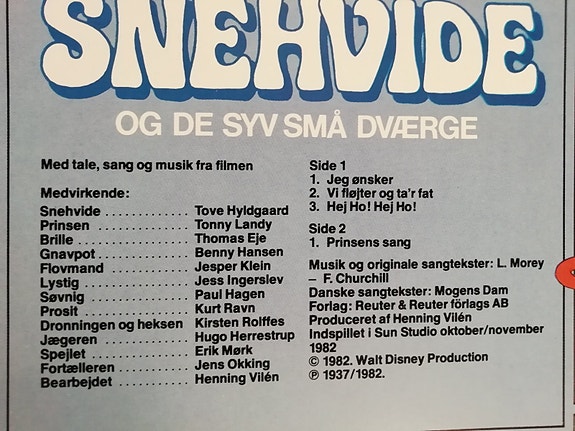 SNEHVIDE
OG DE SYV SMÅ DVÆRGE
Med tale, sang og musik fra filmen
Medvirkende:
Snehvide ............. Tove Hyldgaard
Prinsen .............. Tonny Landy
Brille ............... Thomas Eje
Gnavpot .............. Benny Hansen
Flovmand ............. Jesper Klein
Lystig ............... Jess Ingerslev
Søvnig ............... Paul Hagen
Prosit ............... Kurt Ravn
Dronningen og heksen Kirsten Rolffes
Jægeren .............. Hugo Herrestrup
Spejlet .............. Erik Mørk
Fortælleren .......... Jens Okking
Bearbejdet ........... Henning Vilén
Side 1
1. Jeg ønsker
2. Vi fløjter og ta'r fat
3. Hej Ho! Hej Ho!
Side 2
1. Prinsens sang
Musik og originale sangtekster: L. Morey
– F. Churchill
Danske sangtekster: Mogens Dam
Forlag: Reuter & Reuter förlags AB
Produceret af Henning Vilén
Indspillet i Sun Studio oktober/november
1982
© 1982. Walt Disney Production
℗ 1937/1982.